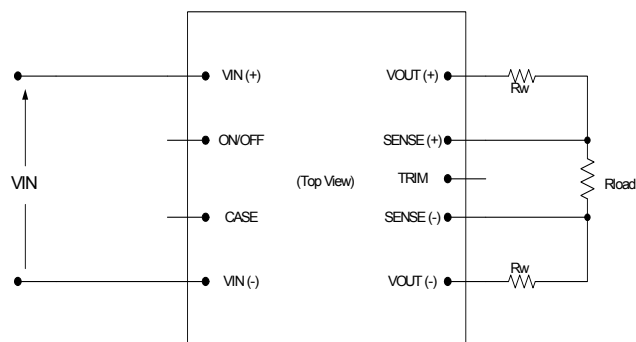 VIN (+)
VOUT (+)
Rw
ON/OFF
SENSE (+)
VIN
(Top View)
TRIM
Rload
CASE
SENSE (-)
VIN (-)
VOUT (-)
Rw